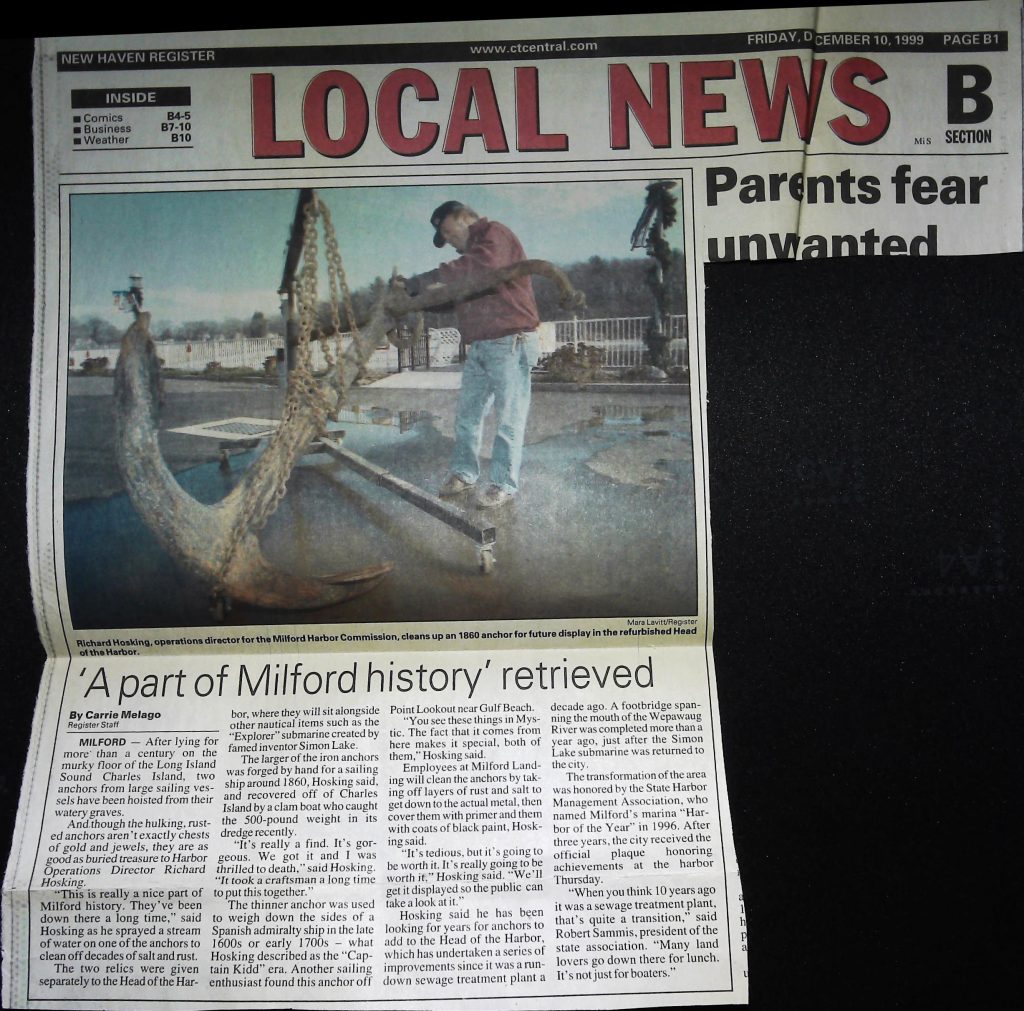 NEW HAVEN REGISTER
www.ctcentral.com
FRIDAY, DECEMBER 10, 1999 PAGE B1
INSIDE
■ Comics B4-5
■ Business B7-10
■ Weather B10
LOCAL NEWS
MiS
B
SECTION
Parents fear
unwanted
Mara Lavitt/Register
Richard Hosking, operations director for the Milford Harbor Commission, cleans up an 1860 anchor for future display in the refurbished Head
of the Harbor.
'A part of Milford history' retrieved
By Carrie Melago
Register Staff
MILFORD — After lying for
more than a century on the
murky floor of the Long Island
Sound Charles Island, two
anchors from large sailing ves-
sels have been hoisted from their
watery graves.
And though the hulking, rust-
ed anchors aren't exactly chests
of gold and jewels, they are as
good as buried treasure to Harbor
Operations Director Richard
Hosking.
"This is really a nice part of
Milford history. They've been
down there a long time," said
Hosking as he sprayed a stream
of water on one of the anchors to
clean off decades of salt and rust.
The two relics were given
separately to the Head of the Har-
bor, where they will sit alongside
other nautical items such as the
"Explorer" submarine created by
famed inventor Simon Lake.
The larger of the iron anchors
was forged by hand for a sailing
ship around 1860, Hosking said,
and recovered off of Charles
Island by a clam boat who caught
the 500-pound weight in its
dredge recently.
"It's really a find. It's gor-
geous. We got it and I was
thrilled to death," said Hosking.
"It took a craftsman a long time
to put this together."
The thinner anchor was used
to weigh down the sides of a
Spanish admiralty ship in the late
1600s or early 1700s – what
Hosking described as the "Cap-
tain Kidd" era. Another sailing
enthusiast found this anchor off
Point Lookout near Gulf Beach.
"You see these things in Mys-
tic. The fact that it comes from
here makes it special, both of
them," Hosking said.
Employees at Milford Land-
ing will clean the anchors by tak-
ing off layers of rust and salt to
get down to the actual metal, then
cover them with primer and them
with coats of black paint, Hosk-
ing said.
"It's tedious, but it's going to
be worth it. It's really going to be
worth it," Hosking said. "We'll
get it displayed so the public can
take a look at it."
Hosking said he has been
looking for years for anchors to
add to the Head of the Harbor,
which has undertaken a series of
improvements since it was a run-
down sewage treatment plant a
decade ago. A footbridge span-
ning the mouth of the Wepawaug
River was completed more than a
year ago, just after the Simon
Lake submarine was returned to
the city.
The transformation of the area
was honored by the State Harbor
Management Association, who
named Milford's marina "Har-
bor of the Year" in 1996. After
three years, the city received the
official plaque honoring
achievements at the harbor
Thursday.
"When you think 10 years ago
it was a sewage treatment plant,
that's quite a transition," said
Robert Sammis, president of the
state association. "Many land
lovers go down there for lunch.
It's not just for boaters."